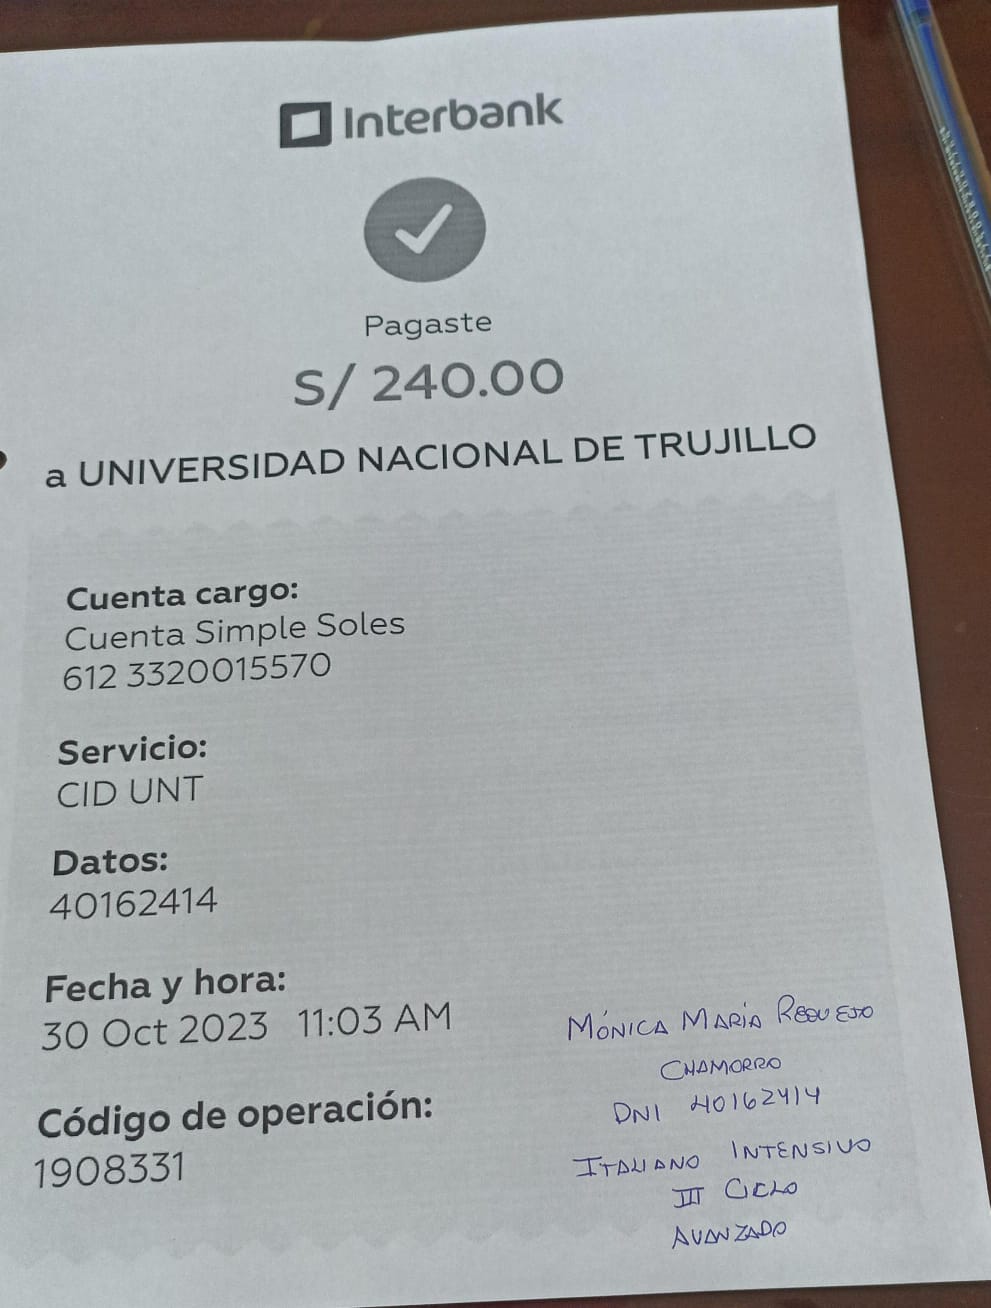 Interbank
Pagaste
S/ 240.00
a UNIVERSIDAD NACIONAL DE TRUJILLO
Cuenta cargo:
Cuenta Simple Soles
612 3320015570
Servicio:
CID UNT
Datos:
40162414
Fecha y hora:
30 Oct 2023 11:03 AM
Código de operación:
1908331
MÓNICA MARÍA REQUEJO
CHAMORRO
DNI 40162414
ITALIANO INTENSIVO
III CICLO
AVANZADO